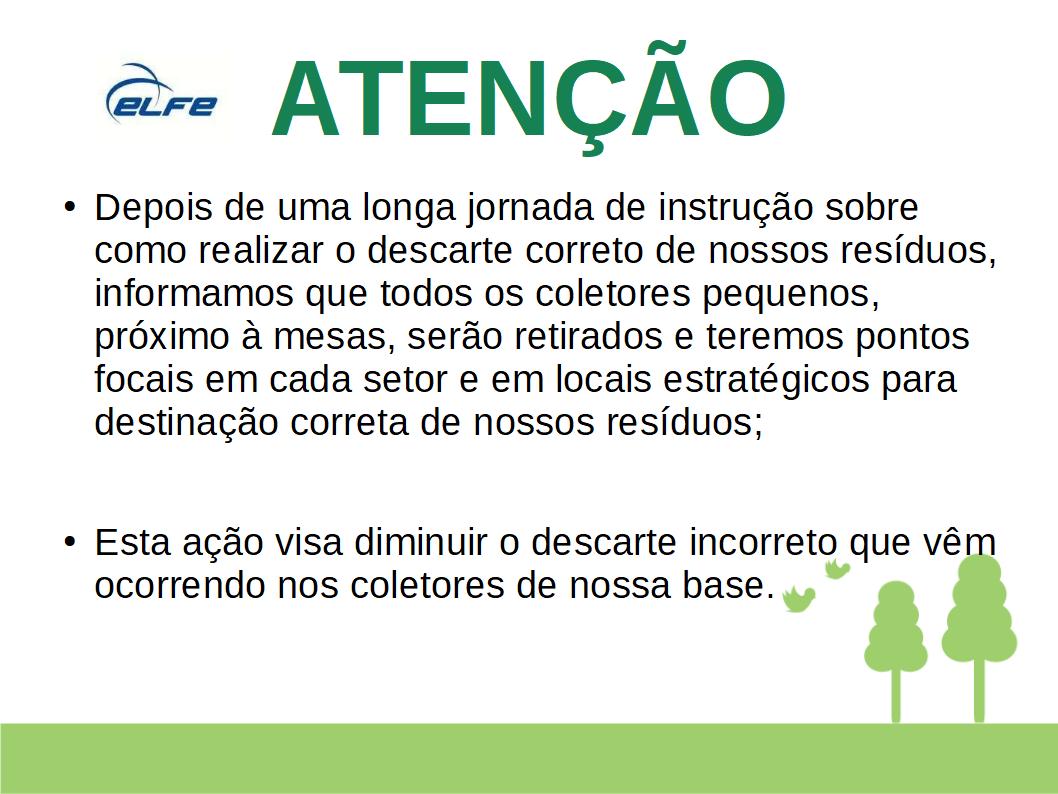 eLFe
ATENÇÃO
• Depois de uma longa jornada de instrução sobre
como realizar o descarte correto de nossos resíduos,
informamos que todos os coletores pequenos,
próximo à mesas, serão retirados e teremos pontos
focais em cada setor e em locais estratégicos para
destinação correta de nossos resíduos;
• Esta ação visa diminuir o descarte incorreto que vêm
ocorrendo nos coletores de nossa base.